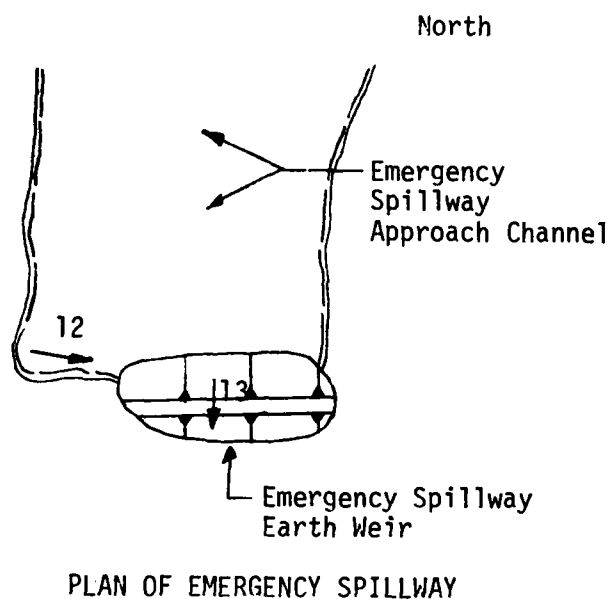 North
Emergency
Spillway
Approach Channel
12
13
Emergency Spillway
Earth Weir
PLAN OF EMERGENCY SPILLWAY